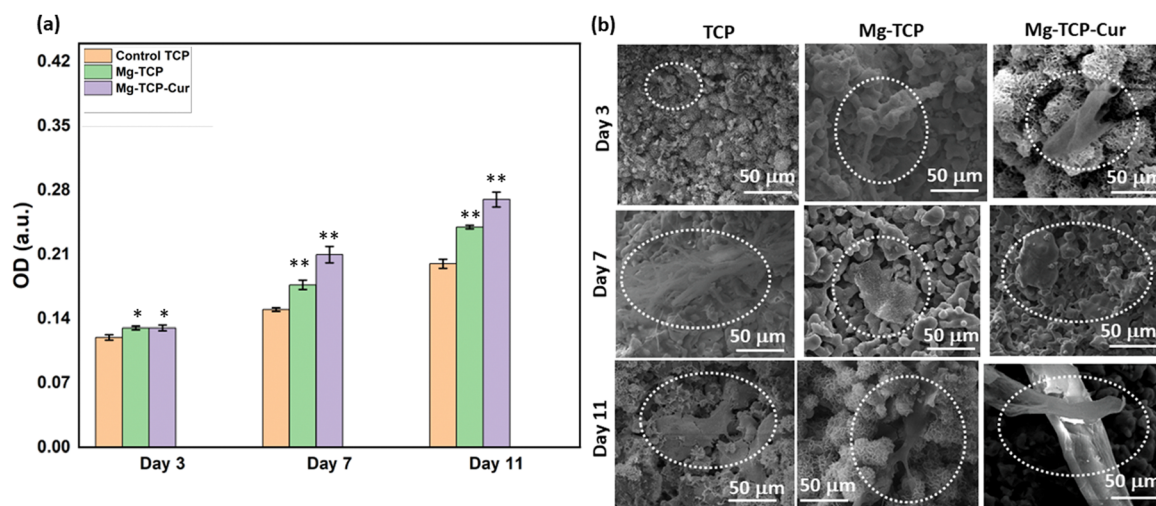 (a)
Control TCP
Mg-TCP
Mg-TCP-Cur
OD (a.u.)
0.42
0.35
0.28
0.21
0.14
0.07
0.00
* *
** **
** **
Day 3 Day 7 Day 11
(b)
TCP Mg-TCP Mg-TCP-Cur
Day 3
50 µm 50 µm 50 µm
Day 7
50 µm 50 µm 50 µm
Day 11
50 µm 50 µm 50 µm